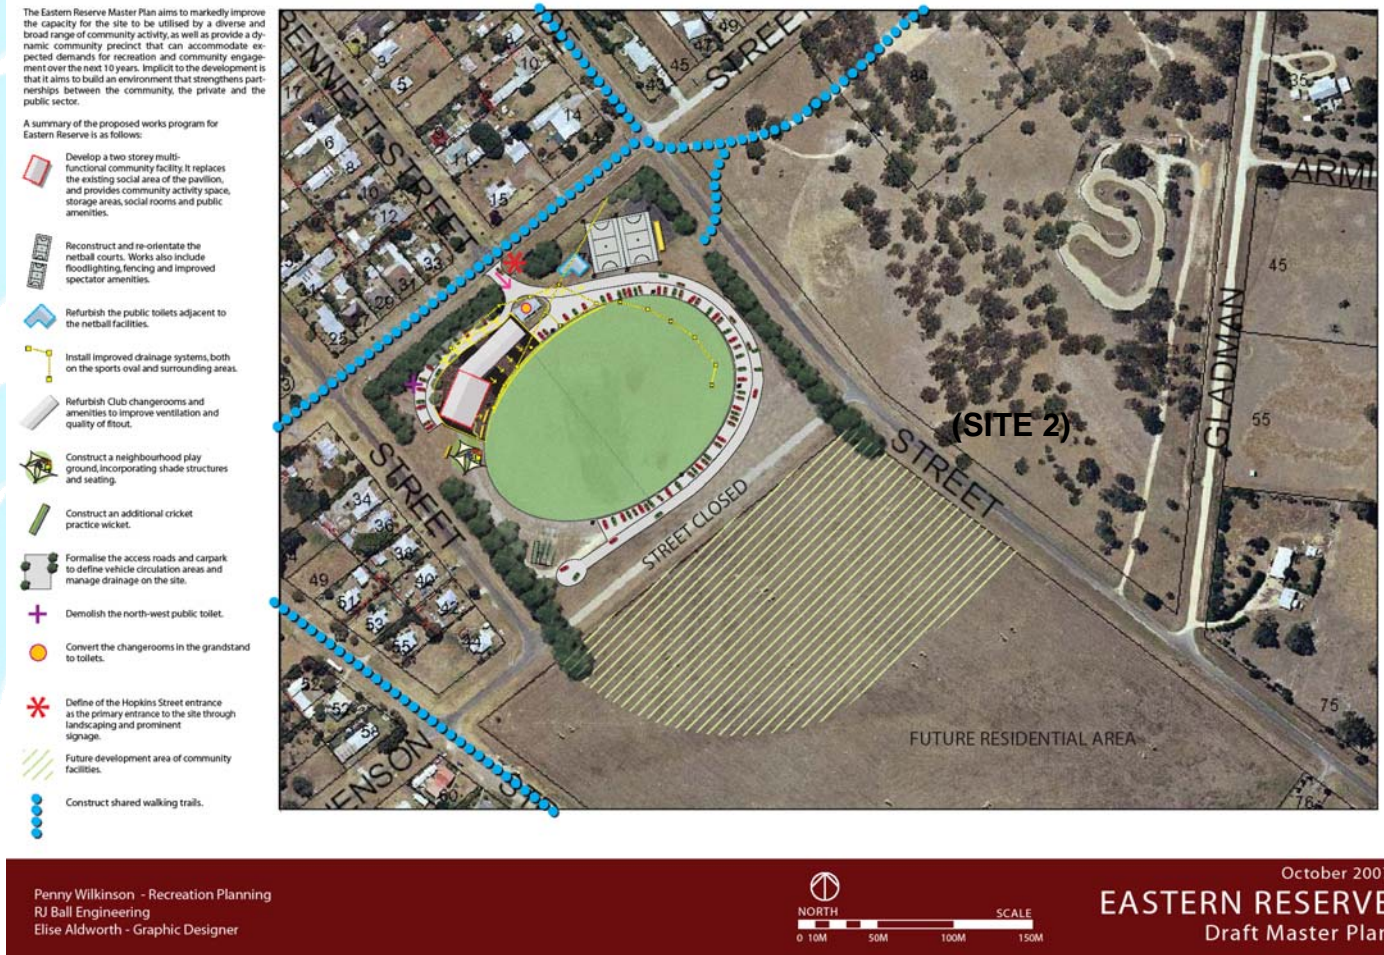 The Eastern Reserve Master Plan aims to markedly improve
the capacity for the site to be utilised by a diverse and
broad range of community activity, as well as provide a dy-
namic community precinct that can accommodate ex-
pected demands for recreation and community engage-
ment over the next 10 years. Implicit to the development is
that it aims to build an environment that strengthens part-
nerships between the community, the private and the
public sector.
A summary of the proposed works program for
Eastern Reserve is as follows:
Develop a two storey multi-
functional community facility. It replaces
the existing social area of the pavilion,
and provides community activity space,
storage areas, social rooms and public
amenities.
Reconstruct and re-orientate the
netball courts. Works also include
floodlighting, fencing and improved
spectator amenities.
Refurbish the public toilets adjacent to
the netball facilities.
Install improved drainage systems, both
on the sports oval and surrounding areas.
Refurbish Club changerooms and
amenities to improve ventilation and
quality of fitout.
Construct a neighbourhood play
ground, incorporating shade structures
and seating.
Construct an additional cricket
practice wicket.
Formalise the access roads and carpark
to define vehicle circulation areas and
manage drainage on the site.
Demolish the north-west public toilet.
Convert the changerooms in the grandstand
to toilets.
Define of the Hopkins Street entrance
as the primary entrance to the site through
landscaping and prominent
signage.
Future development area of community
facilities.
Construct shared walking trails.
STREET
STREET
45
47
49
43
3
5
8
10
14
17
4
6
8
10
12
11
15
33
31
29
25
35
ARMI
45
GLADMAN
55
(SITE 2)
STREET
STREET CLOSED
STREET
34
36
38
40
42
44
49
51
53
55
52
58
60
ENSON
FUTURE RESIDENTIAL AREA
75
76
Penny Wilkinson - Recreation Planning
RJ Ball Engineering
Elise Aldworth - Graphic Designer
NORTH
SCALE
0 10M 50M 100M 150M
October 200
EASTERN RESERVE
Draft Master Plan